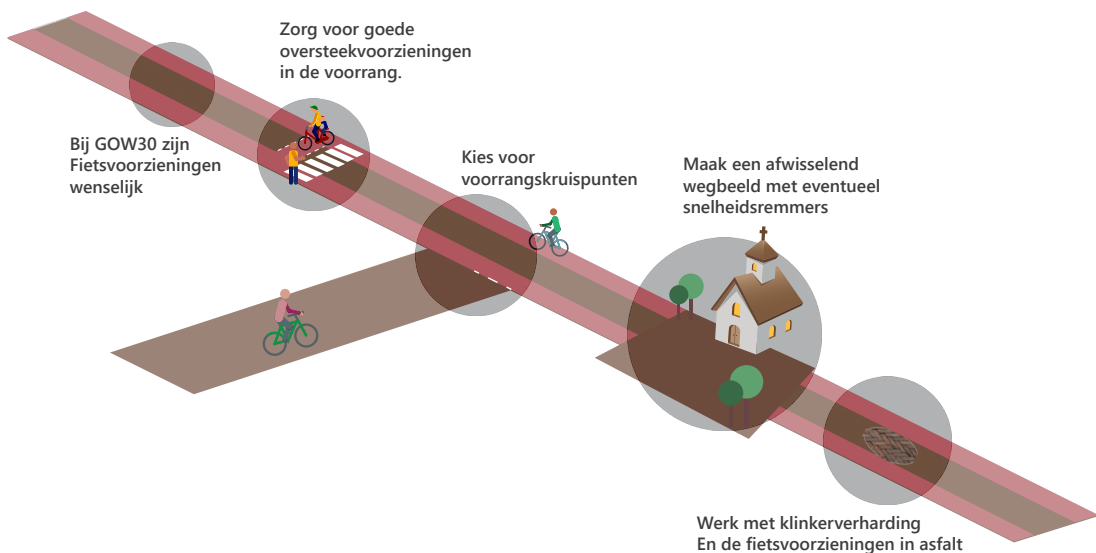 Zorg voor goede
oversteekvoorzieningen
in de voorrang.
Bij GOW30 zijn
Fietsvoorzieningen
wenselijk
Kies voor
voorrangskruispunten
Maak een afwisselend
wegbeeld met eventueel
snelheidsremmers
Werk met klinkerverharding
En de fietsvoorzieningen in asfalt